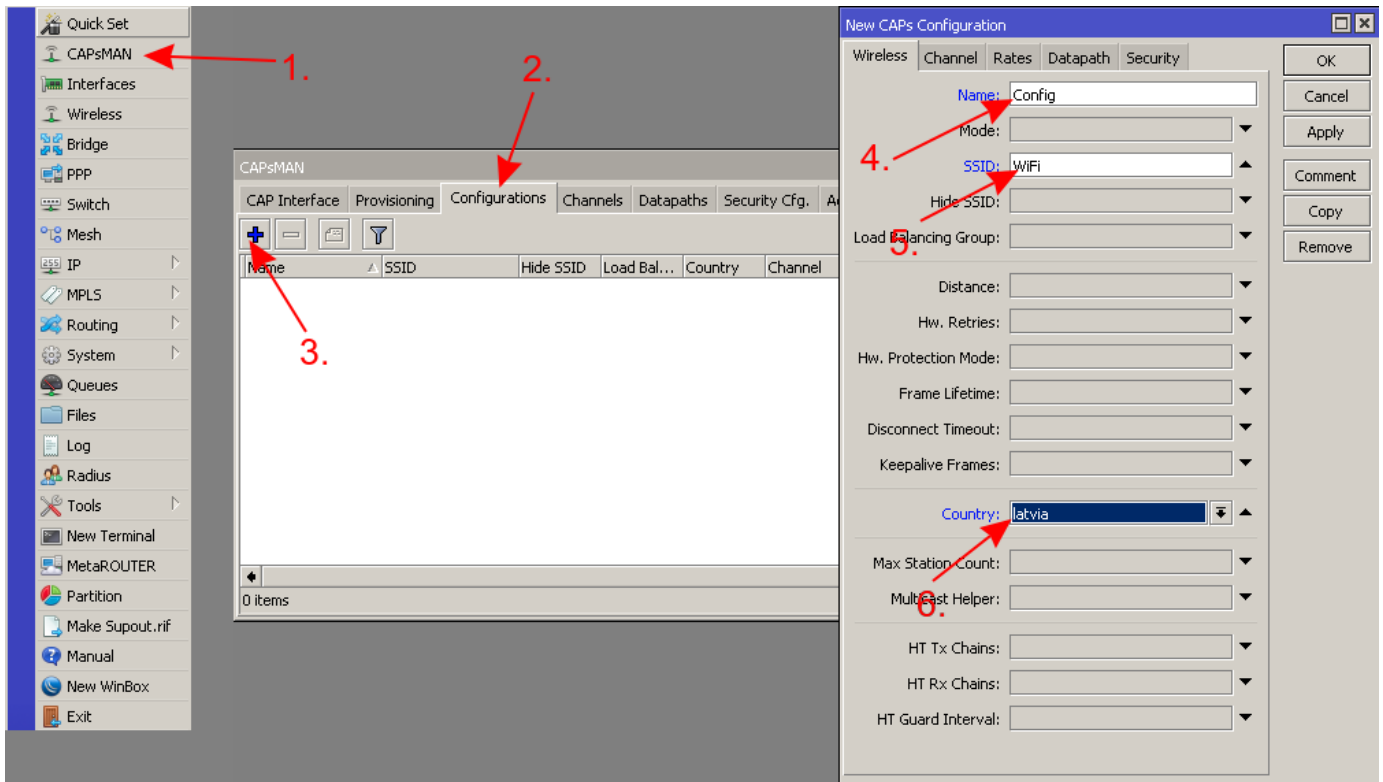 Quick Set
CAPsMAN
Interfaces
Wireless
Bridge
PPP
Switch
Mesh
255 IP
MPLS
Routing
System
Queues
Files
Log
Radius
Tools
New Terminal
MetaROUTER
Partition
Make Supout.rif
Manual
New WinBox
Exit
1.
2.
CAPsMAN
CAP Interface Provisioning Configurations Channels Datapaths Security Cfg.
Name SSID Hide SSID Load Bal... Country Channel
3.
0 items
New CAPs Configuration
Wireless Channel Rates Datapath Security
Name: Config
Mode:
4.
SSID: WiFi
Hide SSID:
Load Balancing Group:
5.
Distance:
Hw. Retries:
Hw. Protection Mode:
Frame Lifetime:
Disconnect Timeout:
Keepalive Frames:
Country: latvia
Max Station Count:
Multicast Helper:
6.
HT Tx Chains:
HT Rx Chains:
HT Guard Interval:
OK
Cancel
Apply
Comment
Copy
Remove